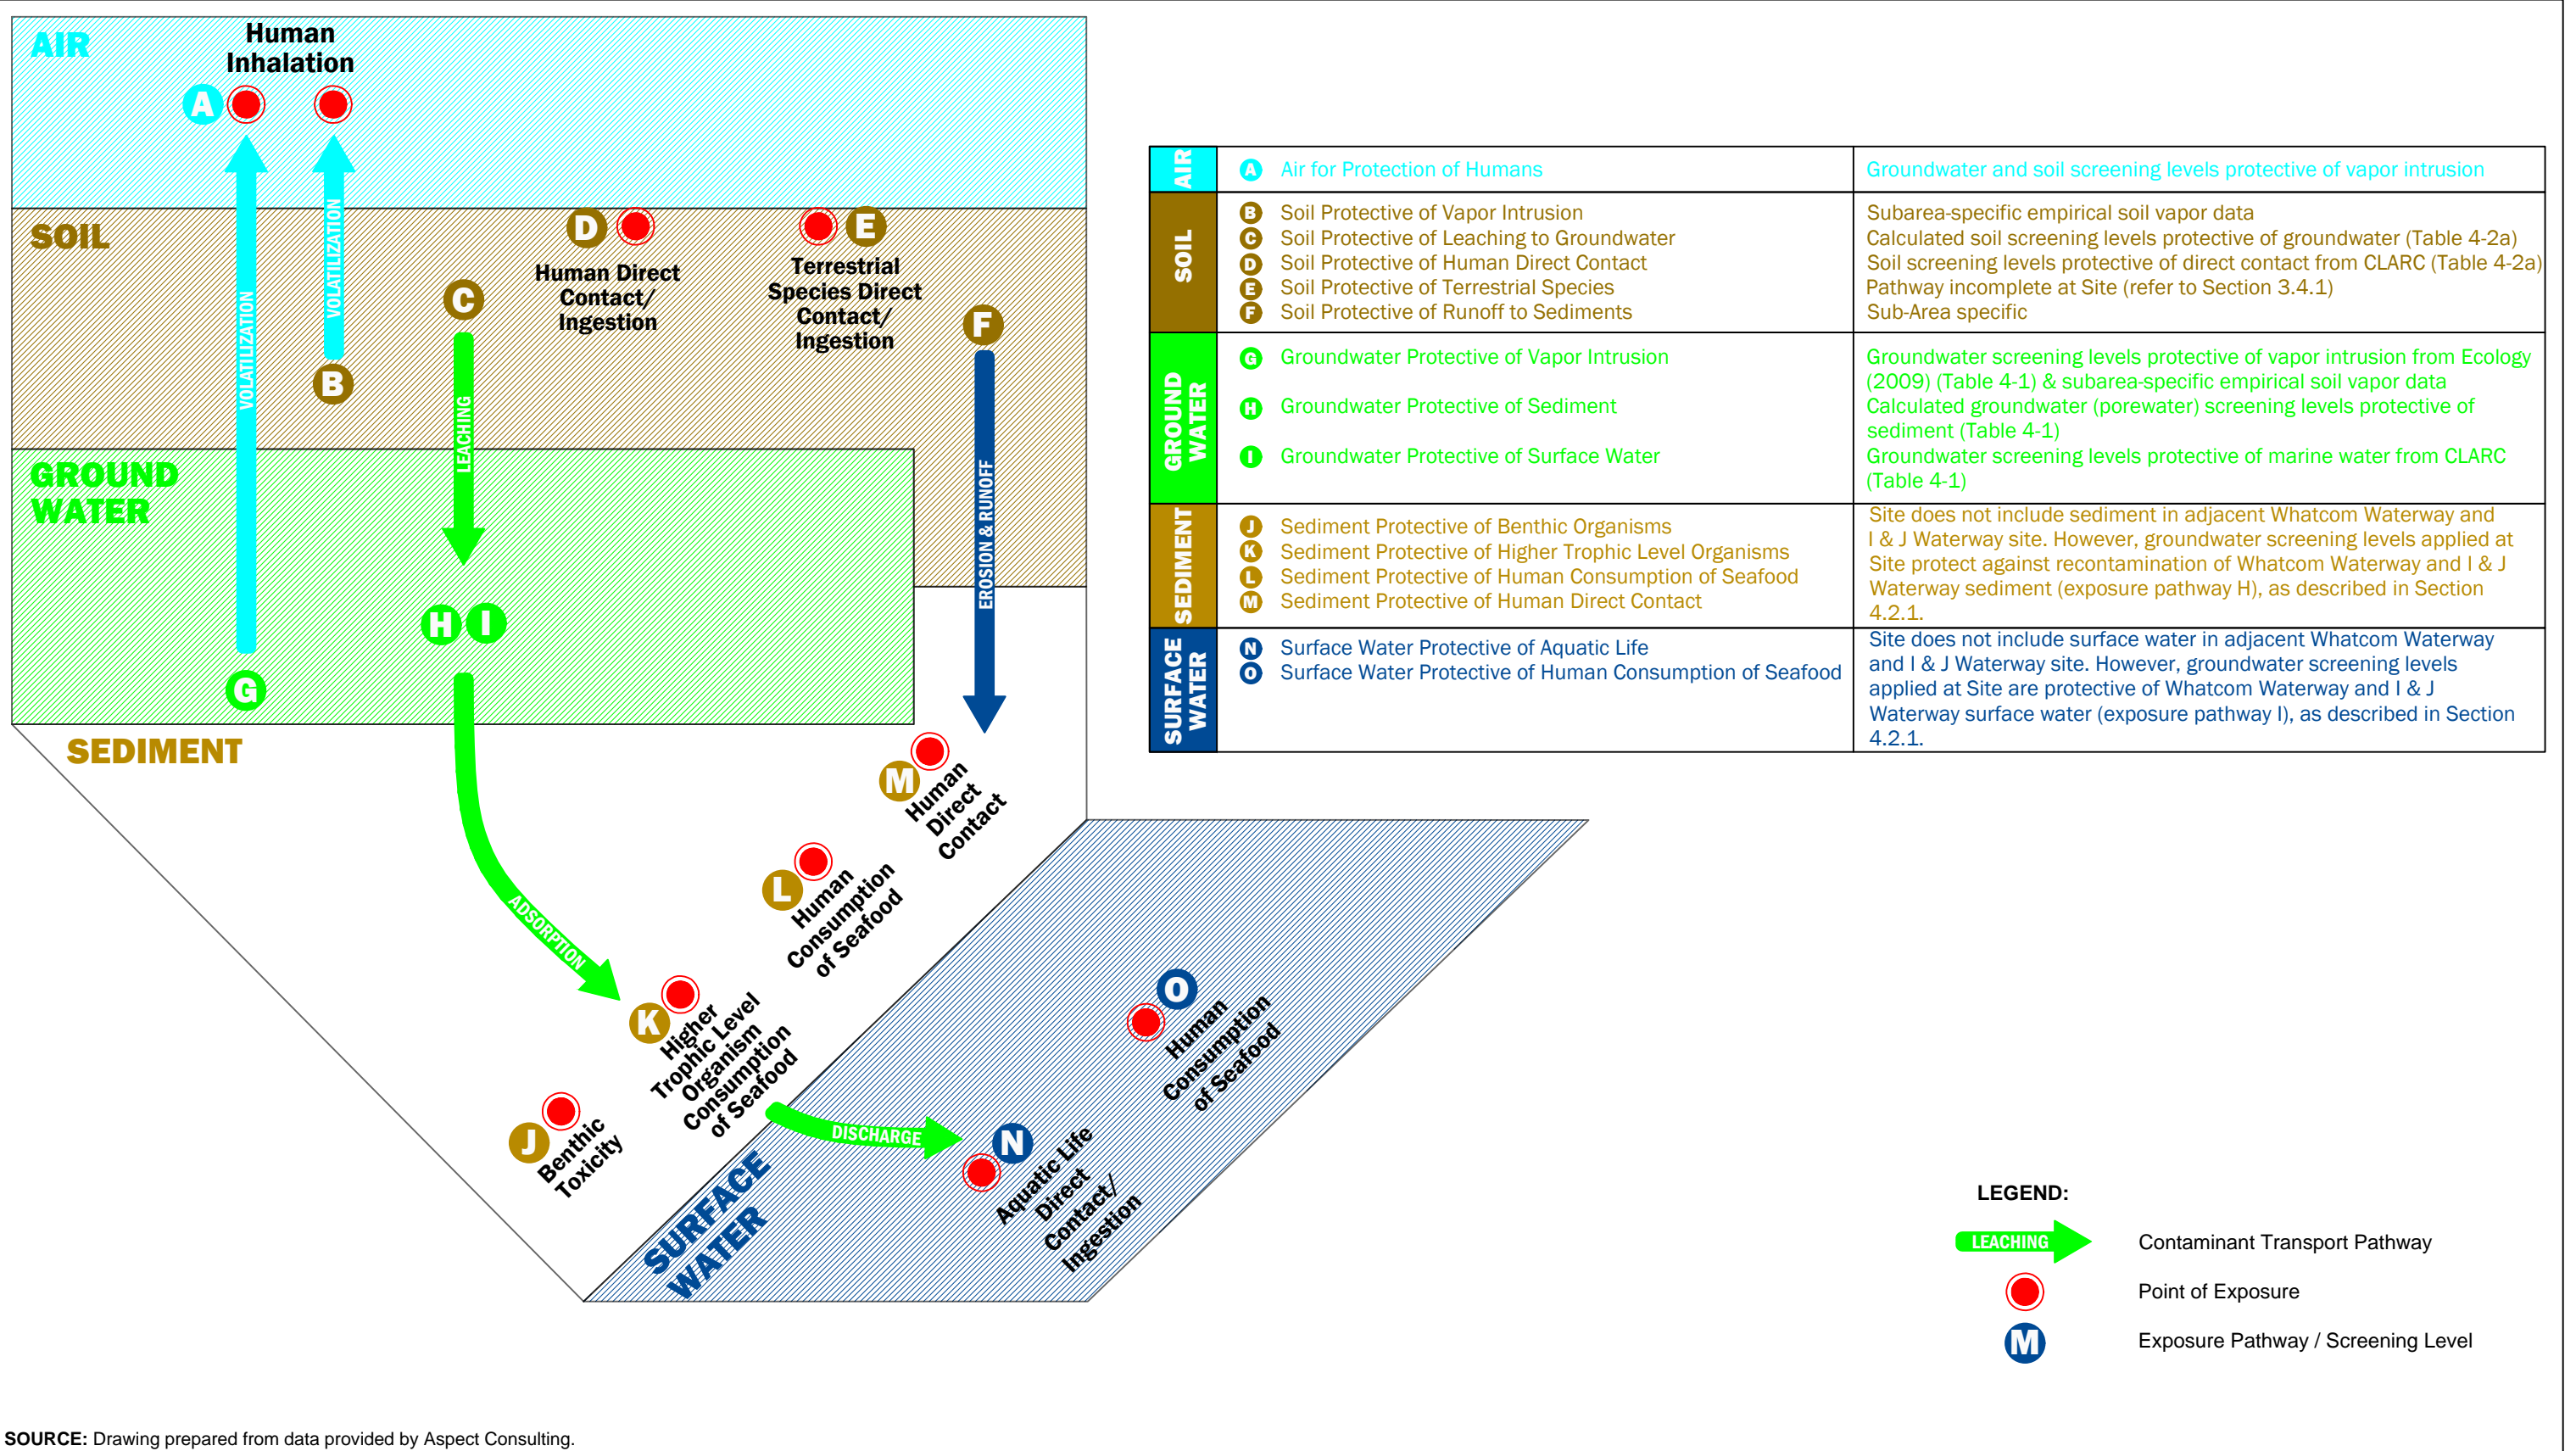 AIR
Human
Inhalation
A
VOLATILIZATION
VOLATILIZATION
SOIL
D
E
Human Direct
Contact/
Ingestion
Terrestrial
Species Direct
Contact/
Ingestion
C
F
B
LEACHING
EROSION & RUNOFF
GROUND
WATER
H I
G
SEDIMENT
M
Human
Direct
Contact
L
Human
Consumption
of Seafood
ADSORPTION
K
Higher
Trophic Level
Organism
Consumption
of Seafood
J
Benthic
Toxicity
DISCHARGE
SURFACE
WATER
O
Human
Consumption
of Seafood
N
Aquatic Life
Direct
Contact/
Ingestion
AIR
A Air for Protection of Humans
Groundwater and soil screening levels protective of vapor intrusion
SOIL
B Soil Protective of Vapor Intrusion
Subarea-specific empirical soil vapor data
C Soil Protective of Leaching to Groundwater
Calculated soil screening levels protective of groundwater (Table 4-2a)
D Soil Protective of Human Direct Contact
Soil screening levels protective of direct contact from CLARC (Table 4-2a)
E Soil Protective of Terrestrial Species
Pathway incomplete at Site (refer to Section 3.4.1)
F Soil Protective of Runoff to Sediments
Sub-Area specific
GROUND
WATER
G Groundwater Protective of Vapor Intrusion
Groundwater screening levels protective of vapor intrusion from Ecology
(2009) (Table 4-1) & subarea-specific empirical soil vapor data
H Groundwater Protective of Sediment
Calculated groundwater (porewater) screening levels protective of
sediment (Table 4-1)
I Groundwater Protective of Surface Water
Groundwater screening levels protective of marine water from CLARC
(Table 4-1)
SEDIMENT
J Sediment Protective of Benthic Organisms
K Sediment Protective of Higher Trophic Level Organisms
L Sediment Protective of Human Consumption of Seafood
M Sediment Protective of Human Direct Contact
Site does not include sediment in adjacent Whatcom Waterway and
I & J Waterway site. However, groundwater screening levels applied at
Site protect against recontamination of Whatcom Waterway and I & J
Waterway sediment (exposure pathway H), as described in Section
4.2.1.
SURFACE
WATER
N Surface Water Protective of Aquatic Life
O Surface Water Protective of Human Consumption of Seafood
Site does not include surface water in adjacent Whatcom Waterway
and I & J Waterway site. However, groundwater screening levels
applied at Site are protective of Whatcom Waterway and I & J
Waterway surface water (exposure pathway I), as described in Section
4.2.1.
LEGEND:
LEACHING
Contaminant Transport Pathway
Point of Exposure
M
Exposure Pathway / Screening Level
SOURCE: Drawing prepared from data provided by Aspect Consulting.